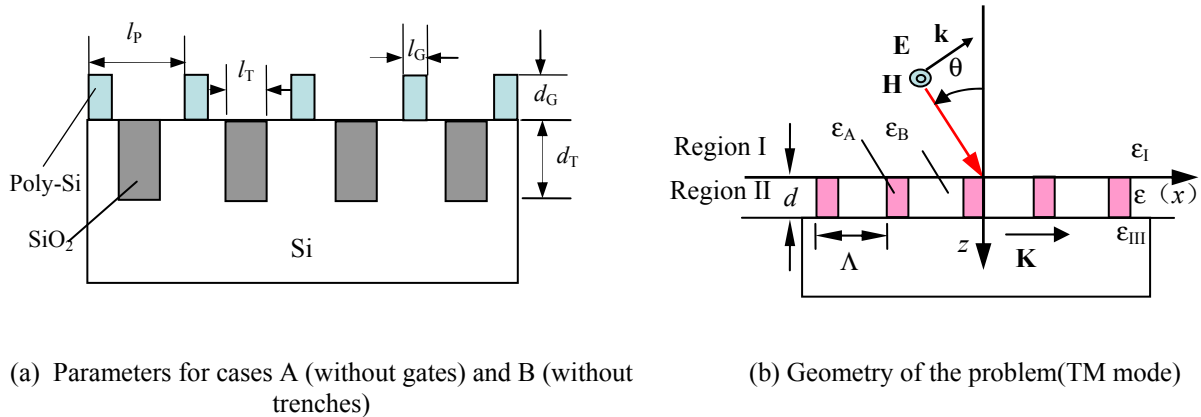 l_P
l_G
l_T
d_G
d_T
Poly-Si
SiO₂
Si
(a) Parameters for cases A (without gates) and B (without
trenches)
E k
H θ
ε_A ε_B
Region I ε_I
Region II d ε (x)
ε_III
Λ z K
(b) Geometry of the problem(TM mode)